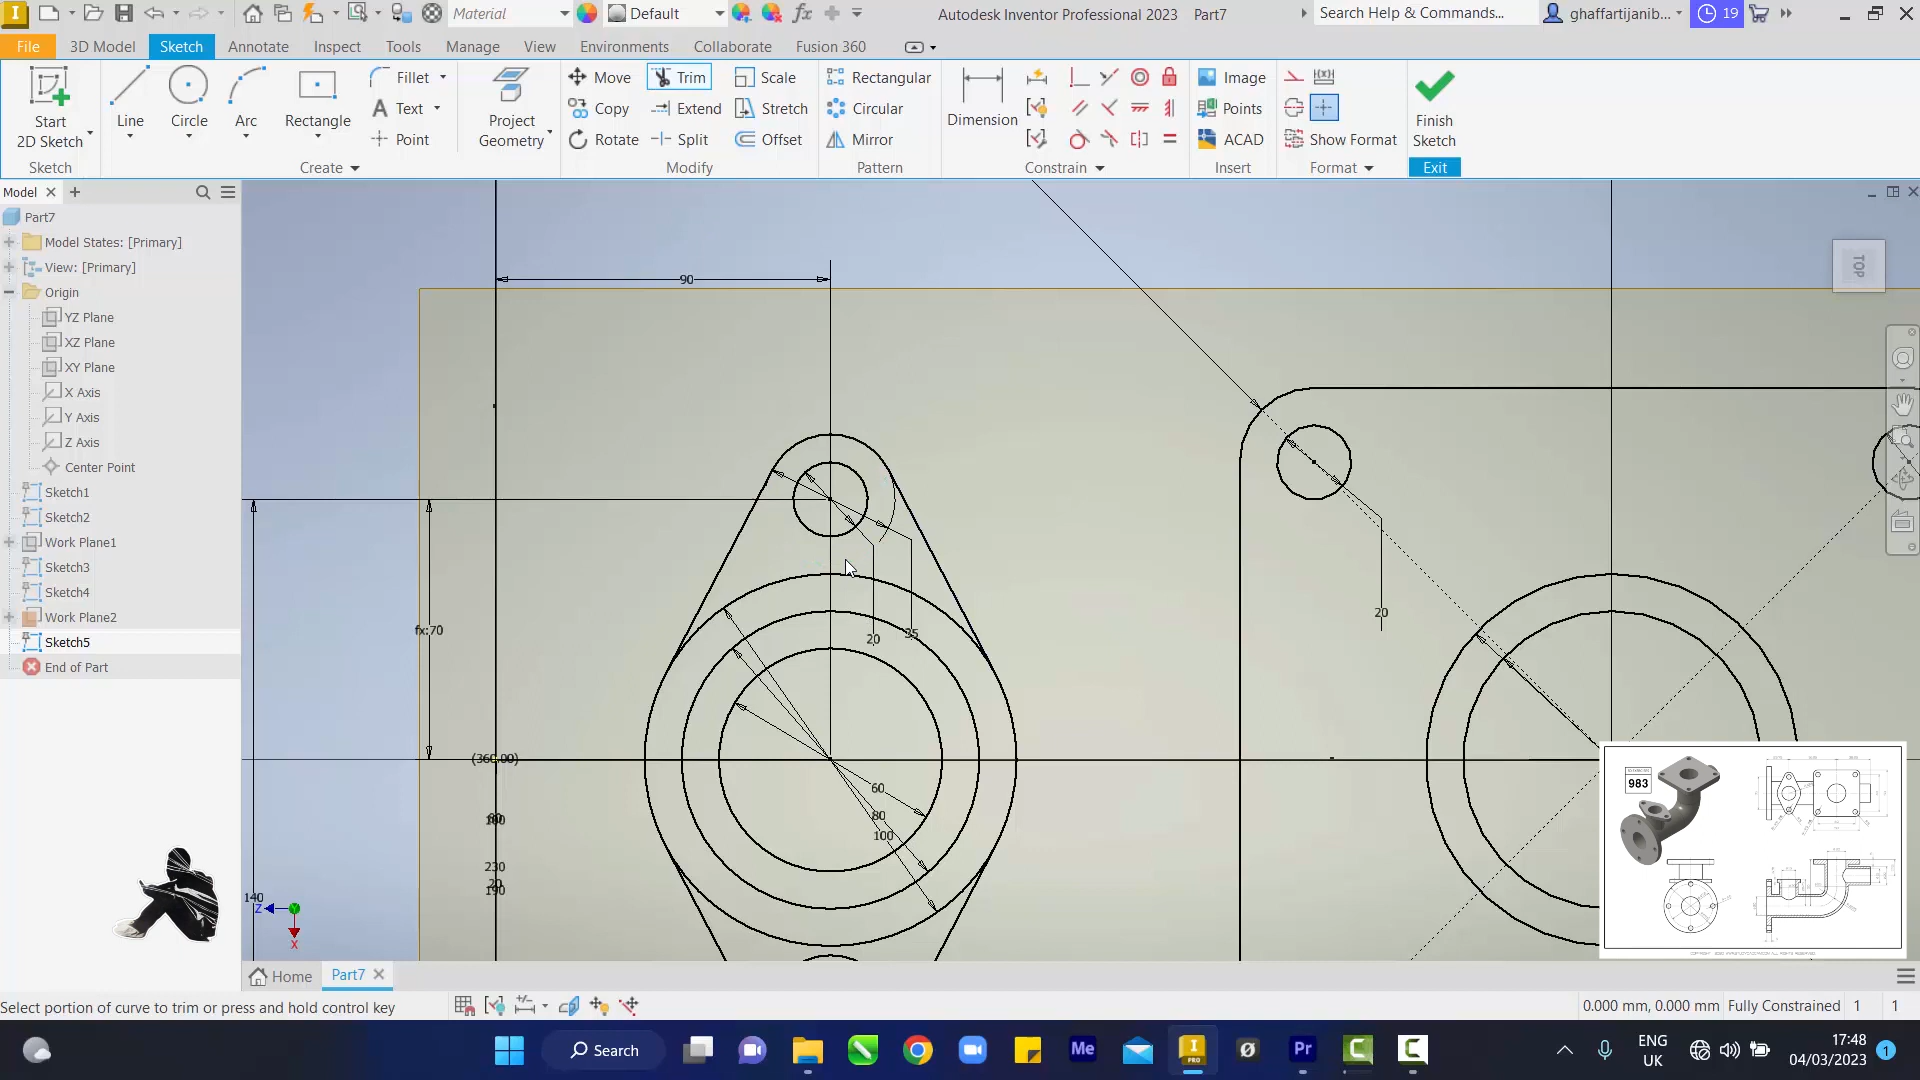 Material
Default
Autodesk Inventor Professional 2023 Part7
Search Help & Commands...
ghaffartijanib...
19
File
3D Model
Sketch
Annotate
Inspect
Tools
Manage
View
Environments
Collaborate
Fusion 360
Start
2D Sketch
Line
Circle
Arc
Rectangle
Fillet
Text
Point
Project
Geometry
Move
Copy
Rotate
Trim
Extend
Split
Scale
Stretch
Offset
Rectangular
Circular
Mirror
Dimension
Image
Points
ACAD
Show Format
Finish
Sketch
Sketch
Create
Modify
Pattern
Constrain
Insert
Format
Exit
Model
Part7
Model States: [Primary]
View: [Primary]
Origin
YZ Plane
XZ Plane
XY Plane
X Axis
Y Axis
Z Axis
Center Point
Sketch1
Sketch2
Work Plane1
Sketch3
Sketch4
Work Plane2
Sketch5
End of Part
TOP
90
fx:70
20
35
20
(360.00)
60
80
100
230
190
140
Z
X
983
Home
Part7
Select portion of curve to trim or press and hold control key
0.000 mm, 0.000 mm
Fully Constrained
1
1
Search
Me
PRO
Pr
ENG
UK
17:48
04/03/2023
1